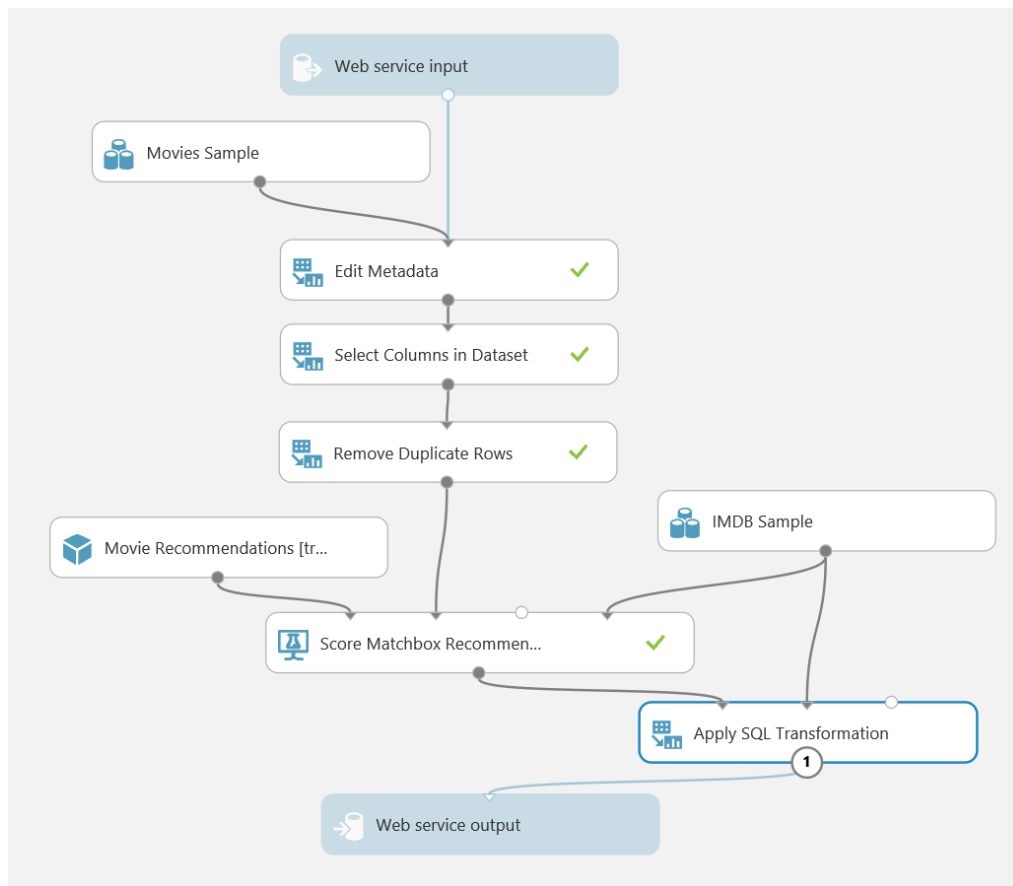 Web service input
Movies Sample
Edit Metadata
Select Columns in Dataset
Remove Duplicate Rows
IMDB Sample
Movie Recommendations [tr...
Score Matchbox Recommen...
Apply SQL Transformation
1
Web service output